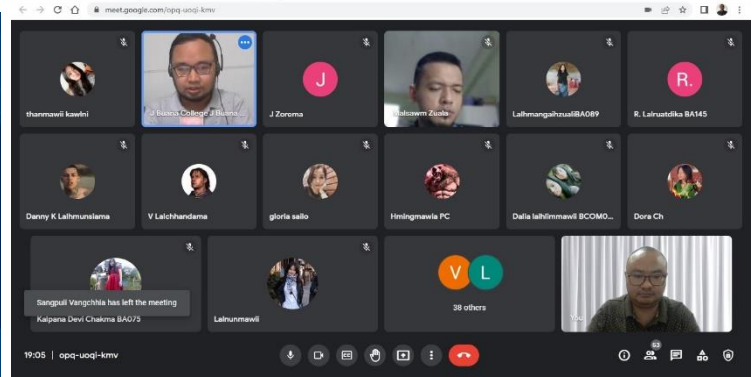 meet.google.com/opq-uoqi-kmv
thanmawii kawlni
J Buana College J Buana ...
J
J Zorema
Malsawm Zuala
LalhmangaihzualiBA089
R.
R. Lalruatdika BA145
Danny K Lalhmunsiama
V Lalchhandama
gloria sailo
Hmingmawia PC
Dalia lalhlimmawii BCOM0...
Dora Ch
Sangpuii Vangchhia has left the meeting
Kalpana Devi Chakma BA075
Lalnunmawii
V L
38 others
You
19:05 | opq-uoqi-kmv
CC
53